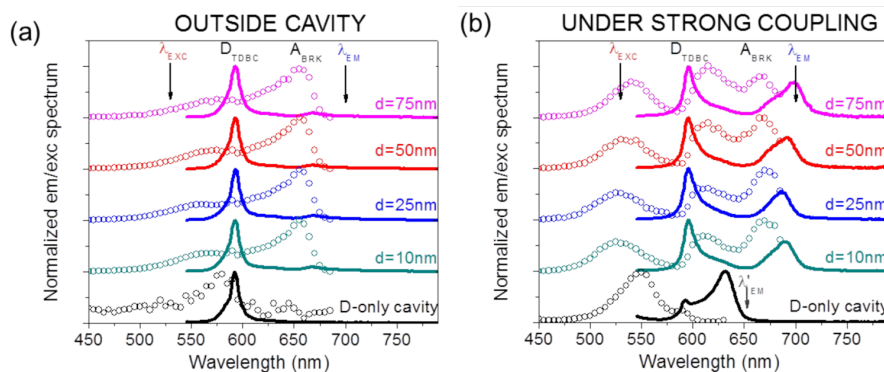 (a) OUTSIDE CAVITY
λEXC DTDBC ABRK λEM
d=75nm
d=50nm
d=25nm
d=10nm
D-only cavity
450 500 550 600 650 700 750
Wavelength (nm)
Normalized em/exc spectrum
(b) UNDER STRONG COUPLING
λEXC DTDBC ABRK λEM
d=75nm
d=50nm
d=25nm
d=10nm
λ'EM
D-only cavity
450 500 550 600 650 700 750
Wavelength (nm)
Normalized em/exc spectrum